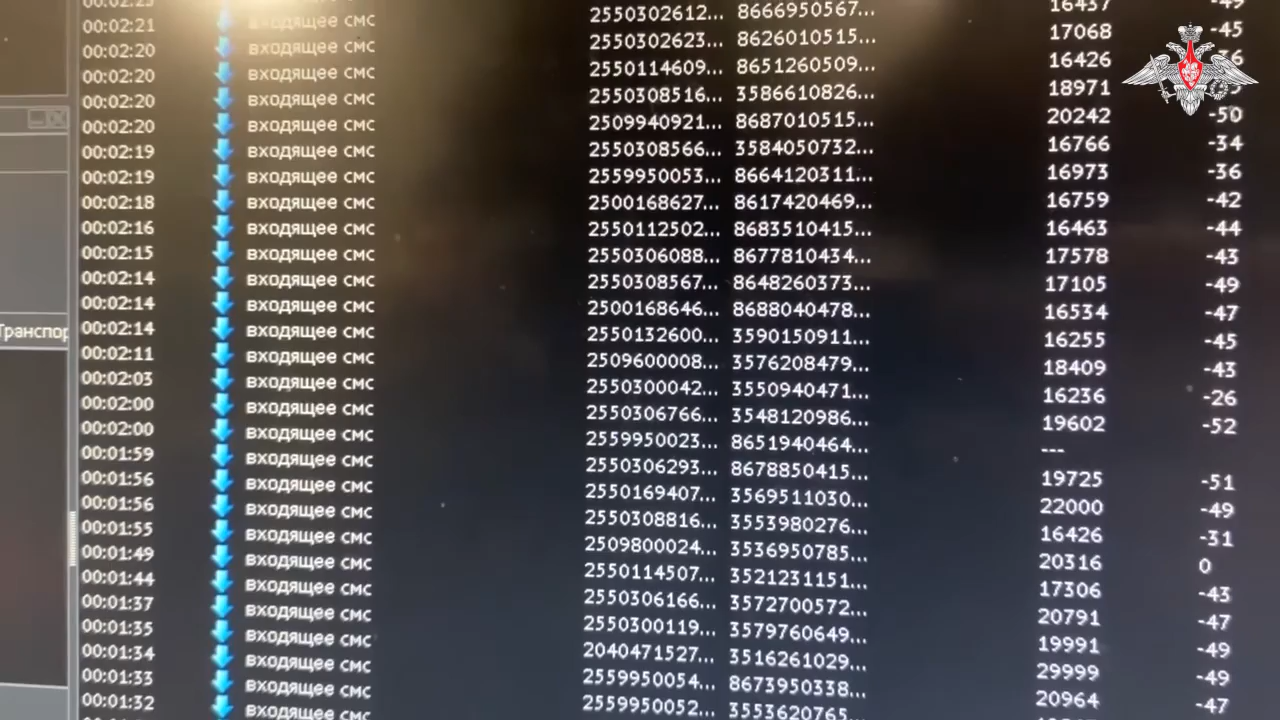 00:02:21 входящее смс 2550302612... 8666950567... 16437 -49
00:02:20 входящее смс 2550302623... 8626010515... 17068 -45
00:02:20 входящее смс 2550114609... 8651260509... 16426
00:02:20 входящее смс 2550308516... 3586610826... 18971
00:02:20 входящее смс 2509940921... 8687010515... 20242 -50
00:02:19 входящее смс 2550308566... 3584050732... 16766 -34
00:02:19 входящее смс 2559950053... 8664120311... 16973 -36
00:02:18 входящее смс 2500168627... 8617420469... 16759 -42
00:02:16 входящее смс 2550112502... 8683510415... 16463 -44
00:02:15 входящее смс 2550306088... 8677810434... 17578 -43
00:02:14 входящее смс 2550308567... 8648260373... 17105 -49
00:02:14 входящее смс 2500168646... 8688040478... 16534 -47
Транспор
00:02:14 входящее смс 2550132600... 3590150911... 16255 -45
00:02:11 входящее смс 2509600008... 3576208479... 18409 -43
00:02:03 входящее смс 2550300042... 3550940471... 16236 -26
00:02:00 входящее смс 2550306766... 3548120986... 19602 -52
00:02:00 входящее смс 2559950023... 8651940464... ---
00:01:59 входящее смс 2550306293... 8678850415... 19725 -51
00:01:56 входящее смс 2550169407... 3569511030... 22000 -49
00:01:56 входящее смс 2550308816... 3553980276... 16426 -31
00:01:55 входящее смс 2509800024... 3536950785... 20316 0
00:01:49 входящее смс 2550114507... 3521231151... 17306 -43
00:01:44 входящее смс 2550306166... 3572700572... 20791 -47
00:01:37 входящее смс 2550300119... 3579760649... 19991 -49
00:01:35 входящее смс 2040471527... 3516261029... 29999 -49
00:01:34 входящее смс 2559950054... 8673950338... 20964 -47
00:01:33 входящее смс 2559950052... 3553620765...
00:01:32 входящее смс